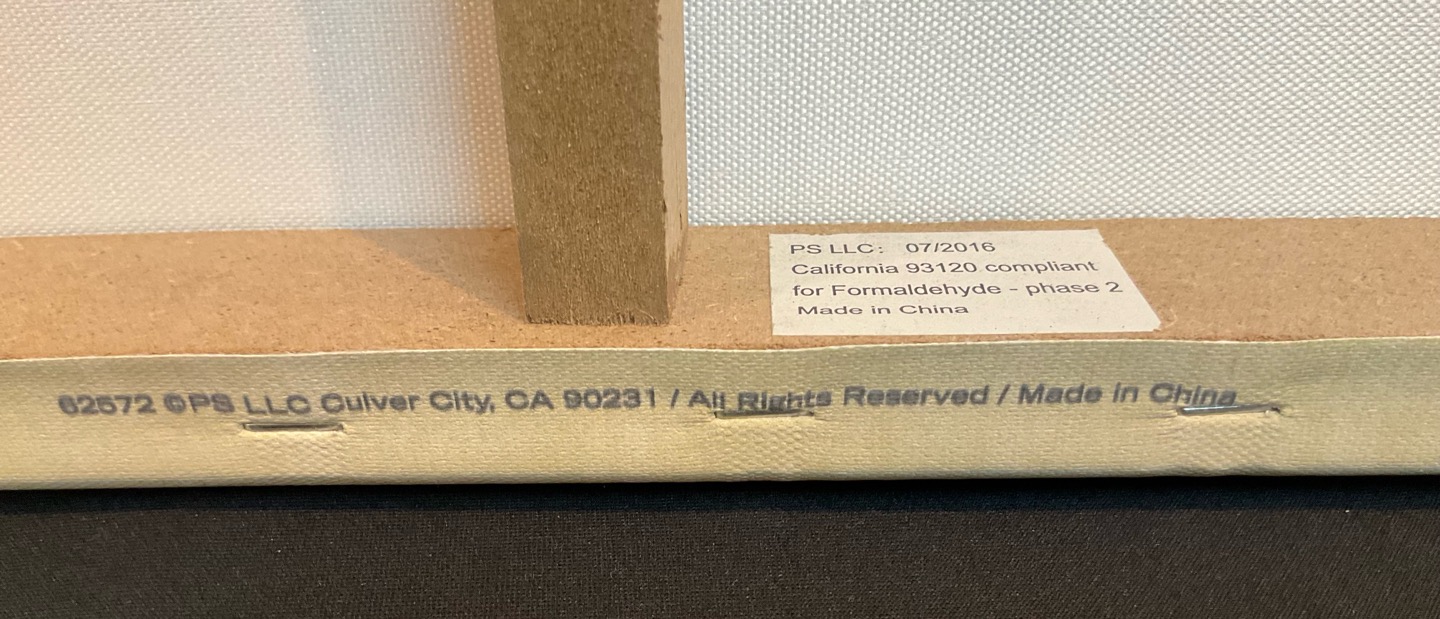 PS LLC: 07/2016
California 93120 compliant
for Formaldehyde - phase 2
Made in China
62672 ©PS LLC Culver City, CA 90231 / All Rights Reserved / Made in China